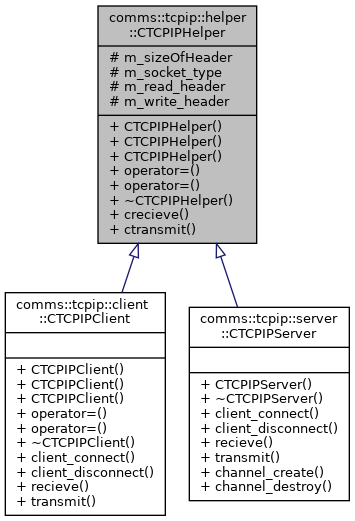 comms::tcpip::helper
::CTCPIPHelper
# m_sizeOfHeader
# m_socket_type
# m_read_header
# m_write_header
+ CTCPIPHelper()
+ CTCPIPHelper()
+ CTCPIPHelper()
+ operator=()
+ operator=()
+ ~CTCPIPHelper()
+ crecieve()
+ ctransmit()
comms::tcpip::client
::CTCPIPClient
+ CTCPIPClient()
+ CTCPIPClient()
+ CTCPIPClient()
+ operator=()
+ operator=()
+ ~CTCPIPClient()
+ client_connect()
+ client_disconnect()
+ recieve()
+ transmit()
comms::tcpip::server
::CTCPIPServer
+ CTCPIPServer()
+ ~CTCPIPServer()
+ client_connect()
+ client_disconnect()
+ recieve()
+ transmit()
+ channel_create()
+ channel_destroy()